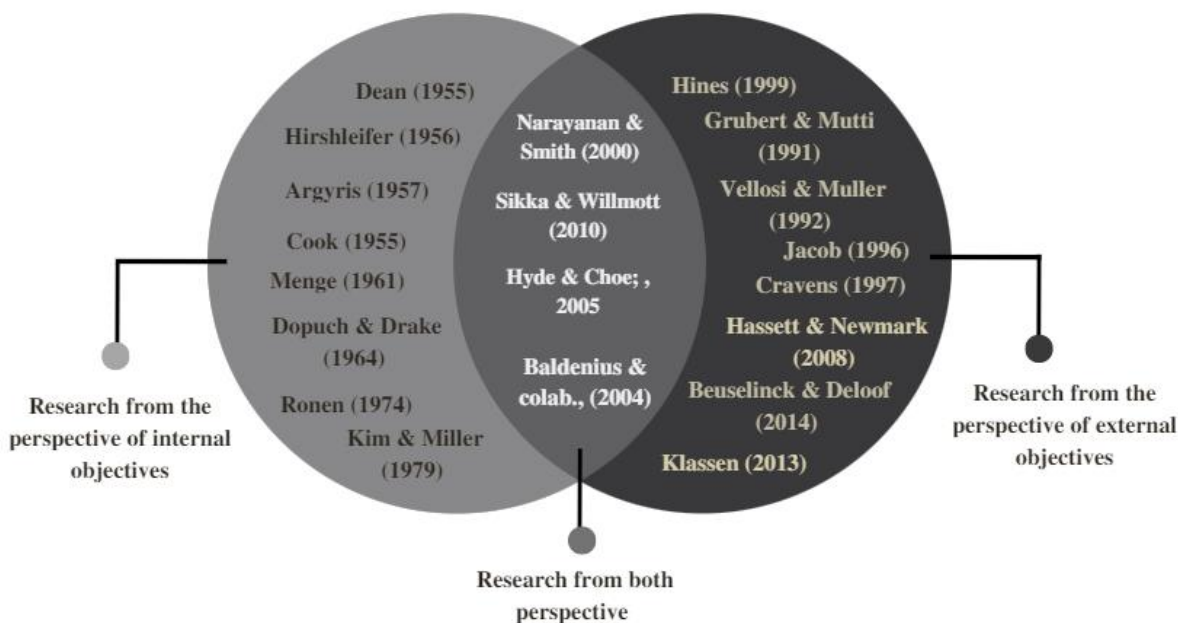 Dean (1955)
Hirshleifer (1956)
Argyris (1957)
Cook (1955)
Menge (1961)
Dopuch & Drake
(1964)
Ronen (1974)
Kim & Miller
(1979)
Narayanan &
Smith (2000)
Sikka & Willmott
(2010)
Hyde & Choe; ,
2005
Baldenius &
colab., (2004)
Hines (1999)
Grubert & Mutti
(1991)
Vellosi & Muller
(1992)
Jacob (1996)
Cravens (1997)
Hassett & Newmark
(2008)
Beuselinck & Deloof
(2014)
Klassen (2013)
Research from the
perspective of internal
objectives
Research from the
perspective of external
objectives
Research from both
perspective